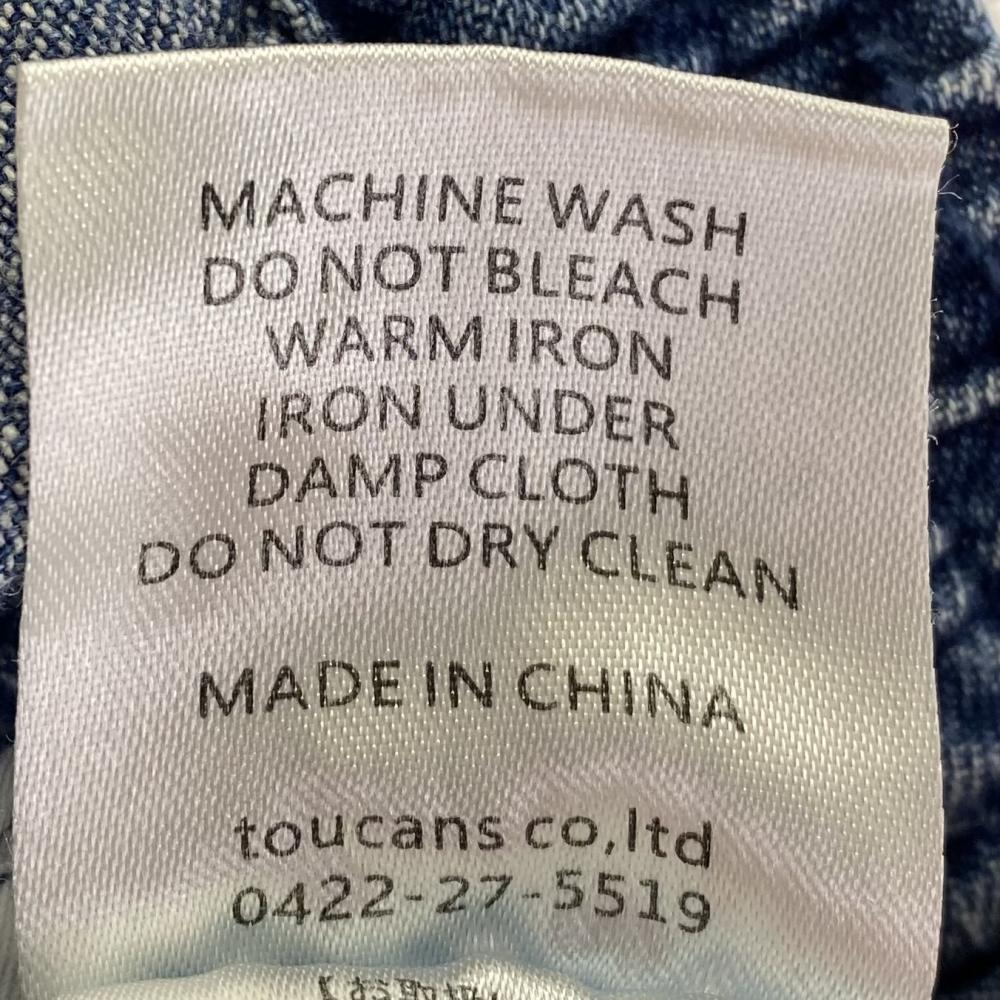 MACHINE WASH
DO NOT BLEACH
WARM IRON
IRON UNDER
DAMP CLOTH
DO NOT DRY CLEAN
MADE IN CHINA
toucans co,ltd
0422-27-5519